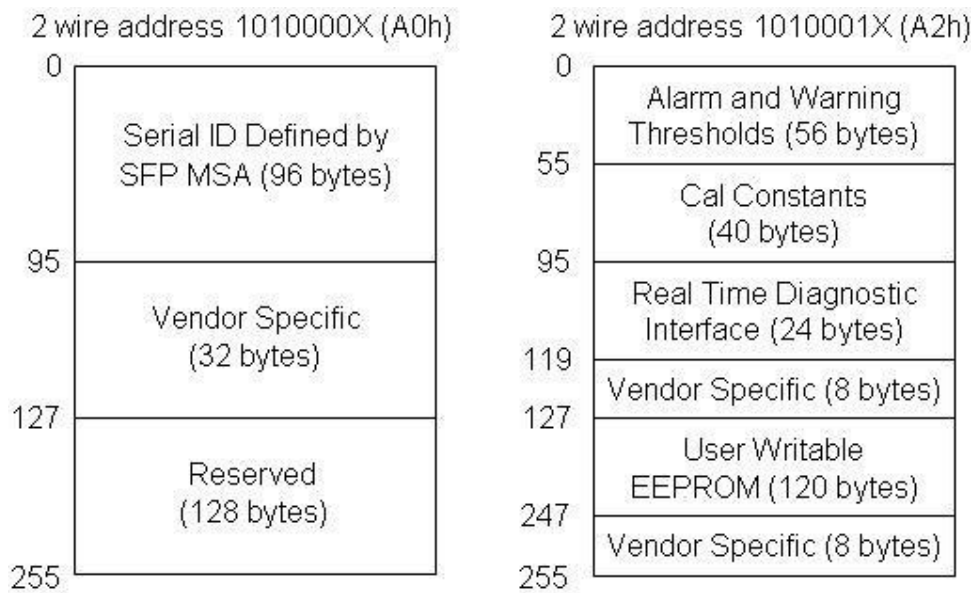 2 wire address 1010000X (A0h)
0
Serial ID Defined by
SFP MSA (96 bytes)
95
Vendor Specific
(32 bytes)
127
Reserved
(128 bytes)
255
2 wire address 1010001X (A2h)
0
Alarm and Warning
Thresholds (56 bytes)
55
Cal Constants
(40 bytes)
95
Real Time Diagnostic
Interface (24 bytes)
119
Vendor Specific (8 bytes)
127
User Writable
EEPROM (120 bytes)
247
Vendor Specific (8 bytes)
255